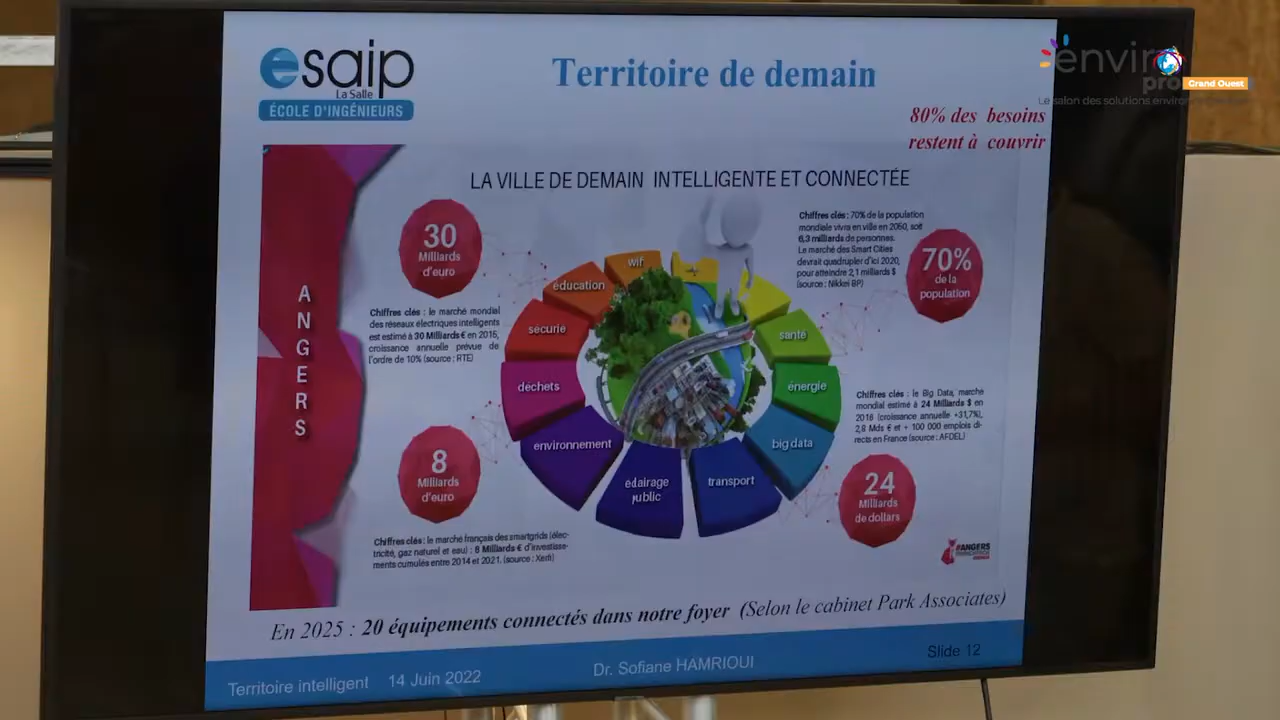 esaip
La Salle
ÉCOLE D'INGÉNIEURS
Territoire de demain
80% des besoins
restent à couvrir
enviro
pro
Grand Ouest
Le salon des solutions
LA VILLE DE DEMAIN INTELLIGENTE ET CONNECTÉE
ANGERS
30
Milliards
d'euro
Chiffres clés : le marché mondial
des réseaux électriques intelligents
est estimé à 30 Milliards € en 2015,
croissance annuelle prévue de
l'ordre de 10% (source : RTE)
8
Milliards
d'euro
Chiffres clés : le marché français des smartgrids (élec-
tricité, gaz naturel et eau) : 8 Milliards € d'investisse-
ments cumulés entre 2014 et 2021. (source : Xerfi)
wifi
éducation
sécurie
déchets
environnement
éclairage
public
transport
big data
énergie
santé
Chiffres clés : 70% de la population
mondiale vivra en ville en 2050, soit
6,3 milliards de personnes.
Le marché des Smart Cities
devrait quadrupler d'ici 2020,
pour atteindre 2,1 milliards $
(source : Nikkei BP)
70%
de la
population
Chiffres clés : le Big Data, marché
mondial estimé à 24 Milliards $ en
2016 (croissance annuelle +31,7%),
2,8 Mds € et + 100 000 emplois di-
rects en France (source : AFDEL)
24
Milliards
de dollars
#ANGERS
En 2025 : 20 équipements connectés dans notre foyer (Selon le cabinet Park Associates)
Territoire intelligent 14 Juin 2022
Dr. Sofiane HAMRIOUI
Slide 12